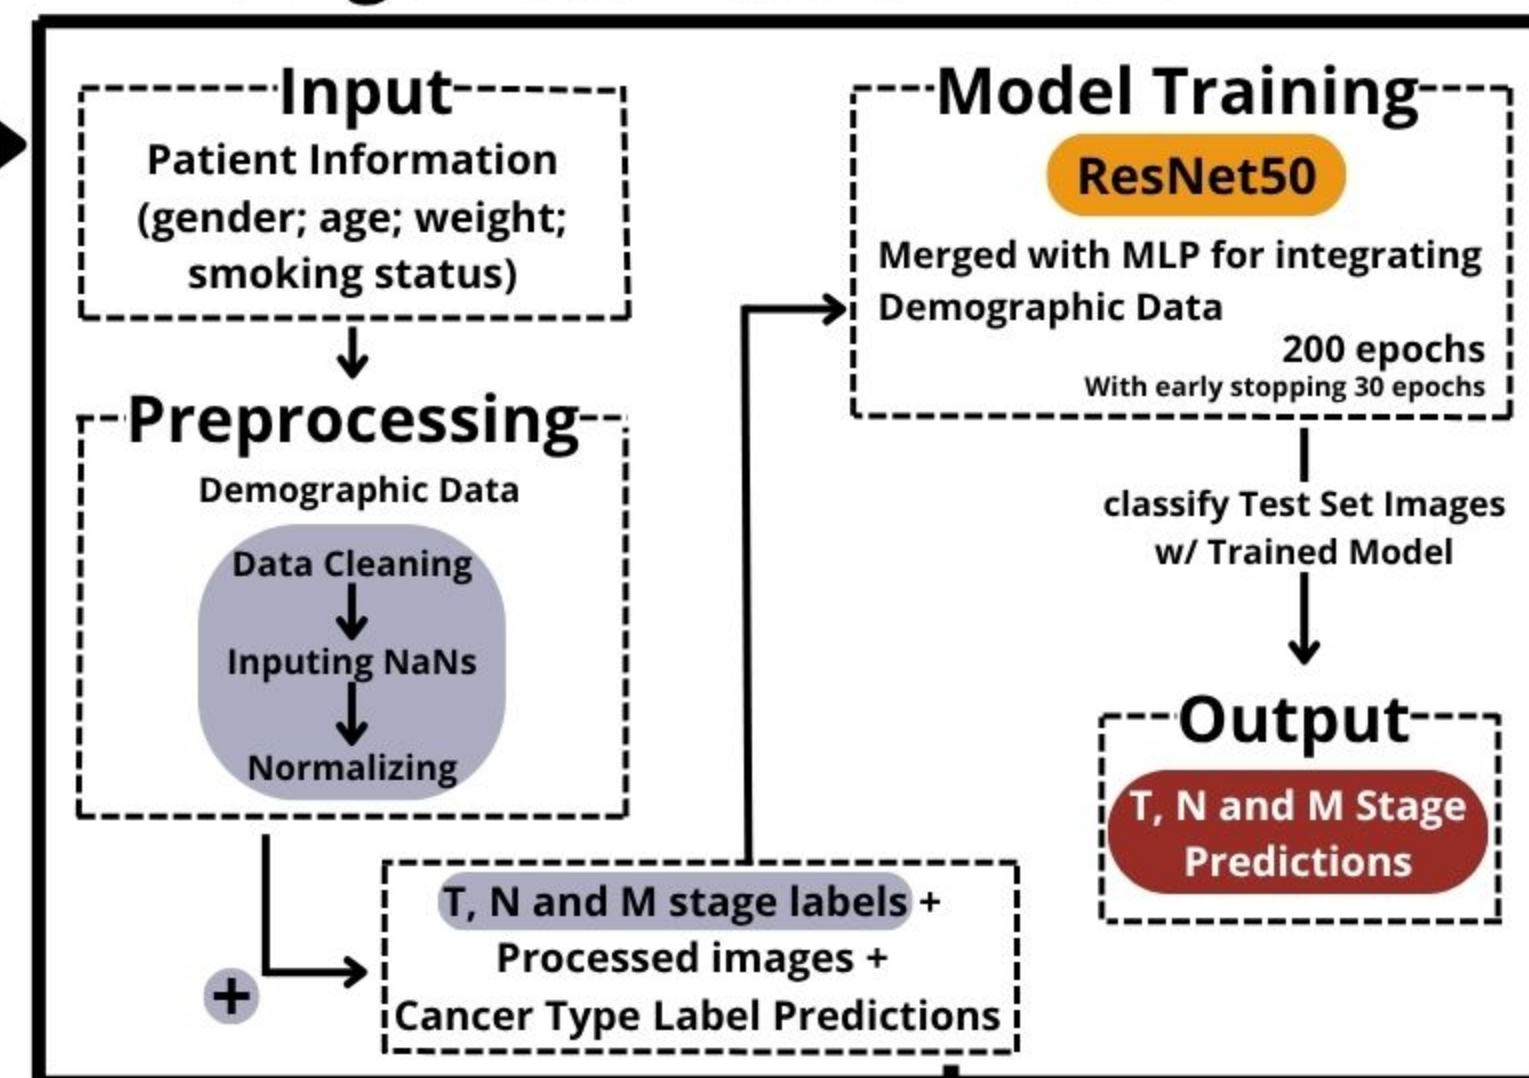 Input
Patient Information
(gender; age; weight;
smoking status)
Preprocessing
Demographic Data
Data Cleaning
Inputing NaNs
Normalizing
+
T, N and M stage labels +
Processed images +
Cancer Type Label Predictions
Model Training
ResNet50
Merged with MLP for integrating
Demographic Data
200 epochs
With early stopping 30 epochs
classify Test Set Images
w/ Trained Model
Output
T, N and M Stage
Predictions